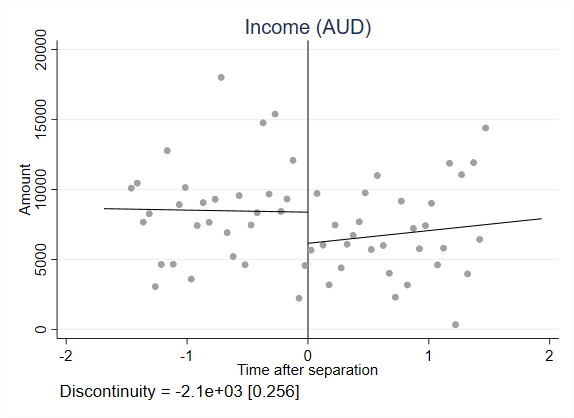 Income (AUD)
Amount
20000
15000
10000
5000
0
-2 -1 0 1 2
Time after separation
Discontinuity = -2.1e+03 [0.256]